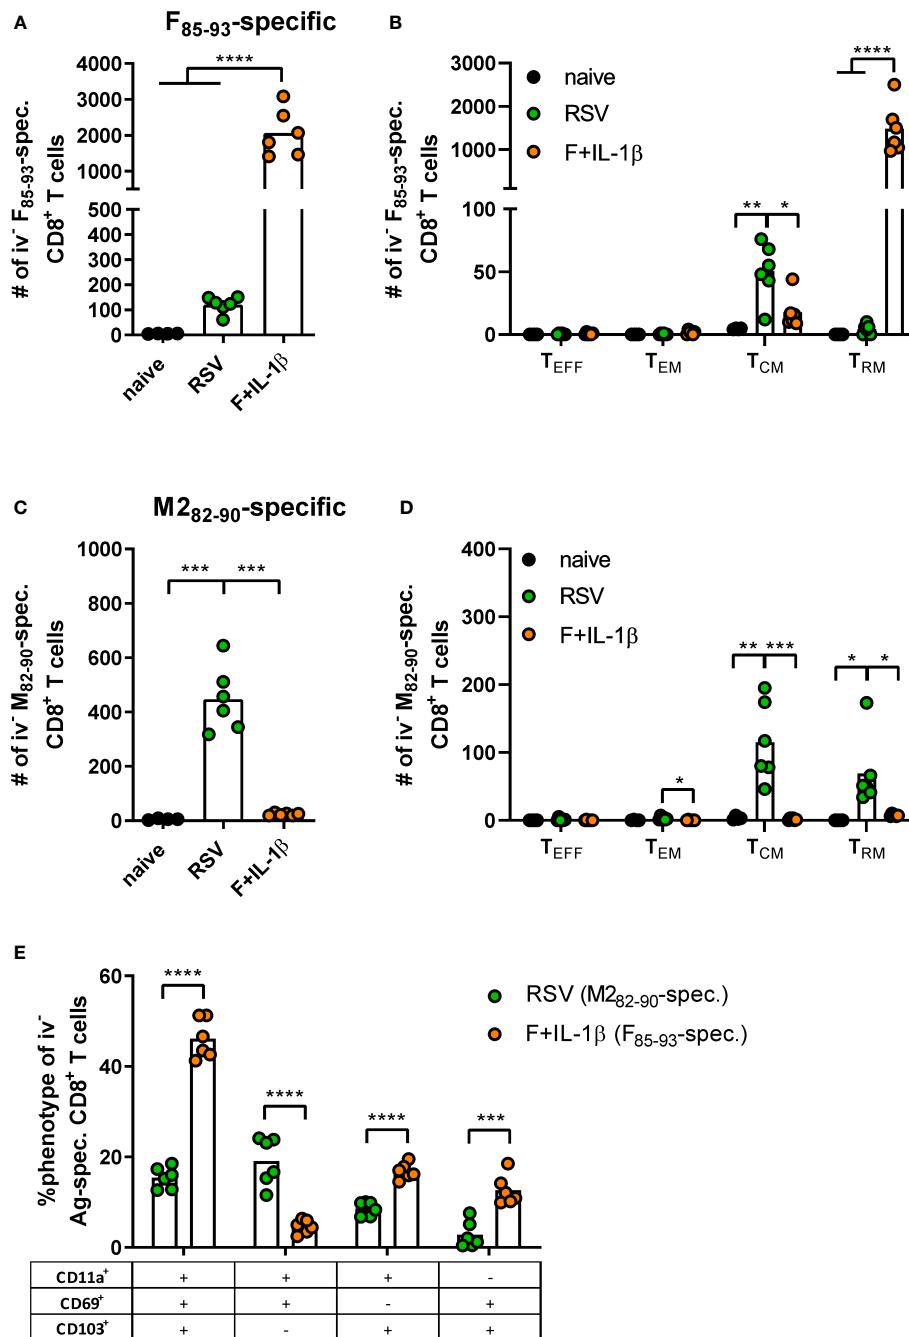 A
F85-93-specific
****
# of iv- F85-93-spec.
CD8+ T cells
4000
3000
2000
1000
500
400
300
200
100
0
naive
RSV
F+IL-1β
B
naive
RSV
F+IL-1β
****
** *
# of iv- F85-93-spec.
CD8+ T cells
3000
2000
1000
100
50
0
TEFF TEM TCM TRM
C
M282-90-specific
*** ***
# of iv- M82-90-spec.
CD8+ T cells
1000
800
600
400
200
0
naive
RSV
F+IL-1β
D
naive
RSV
F+IL-1β
* ** *** * *
# of iv- M82-90-spec.
CD8+ T cells
400
300
200
100
0
TEFF TEM TCM TRM
E
RSV (M282-90-spec.)
F+IL-1β (F85-93-spec.)
**** **** **** ***
%phenotype of iv-
Ag-spec. CD8+ T cells
60
40
20
0
CD11a+ + + + -
CD69+ + + - +
CD103+ + - + +